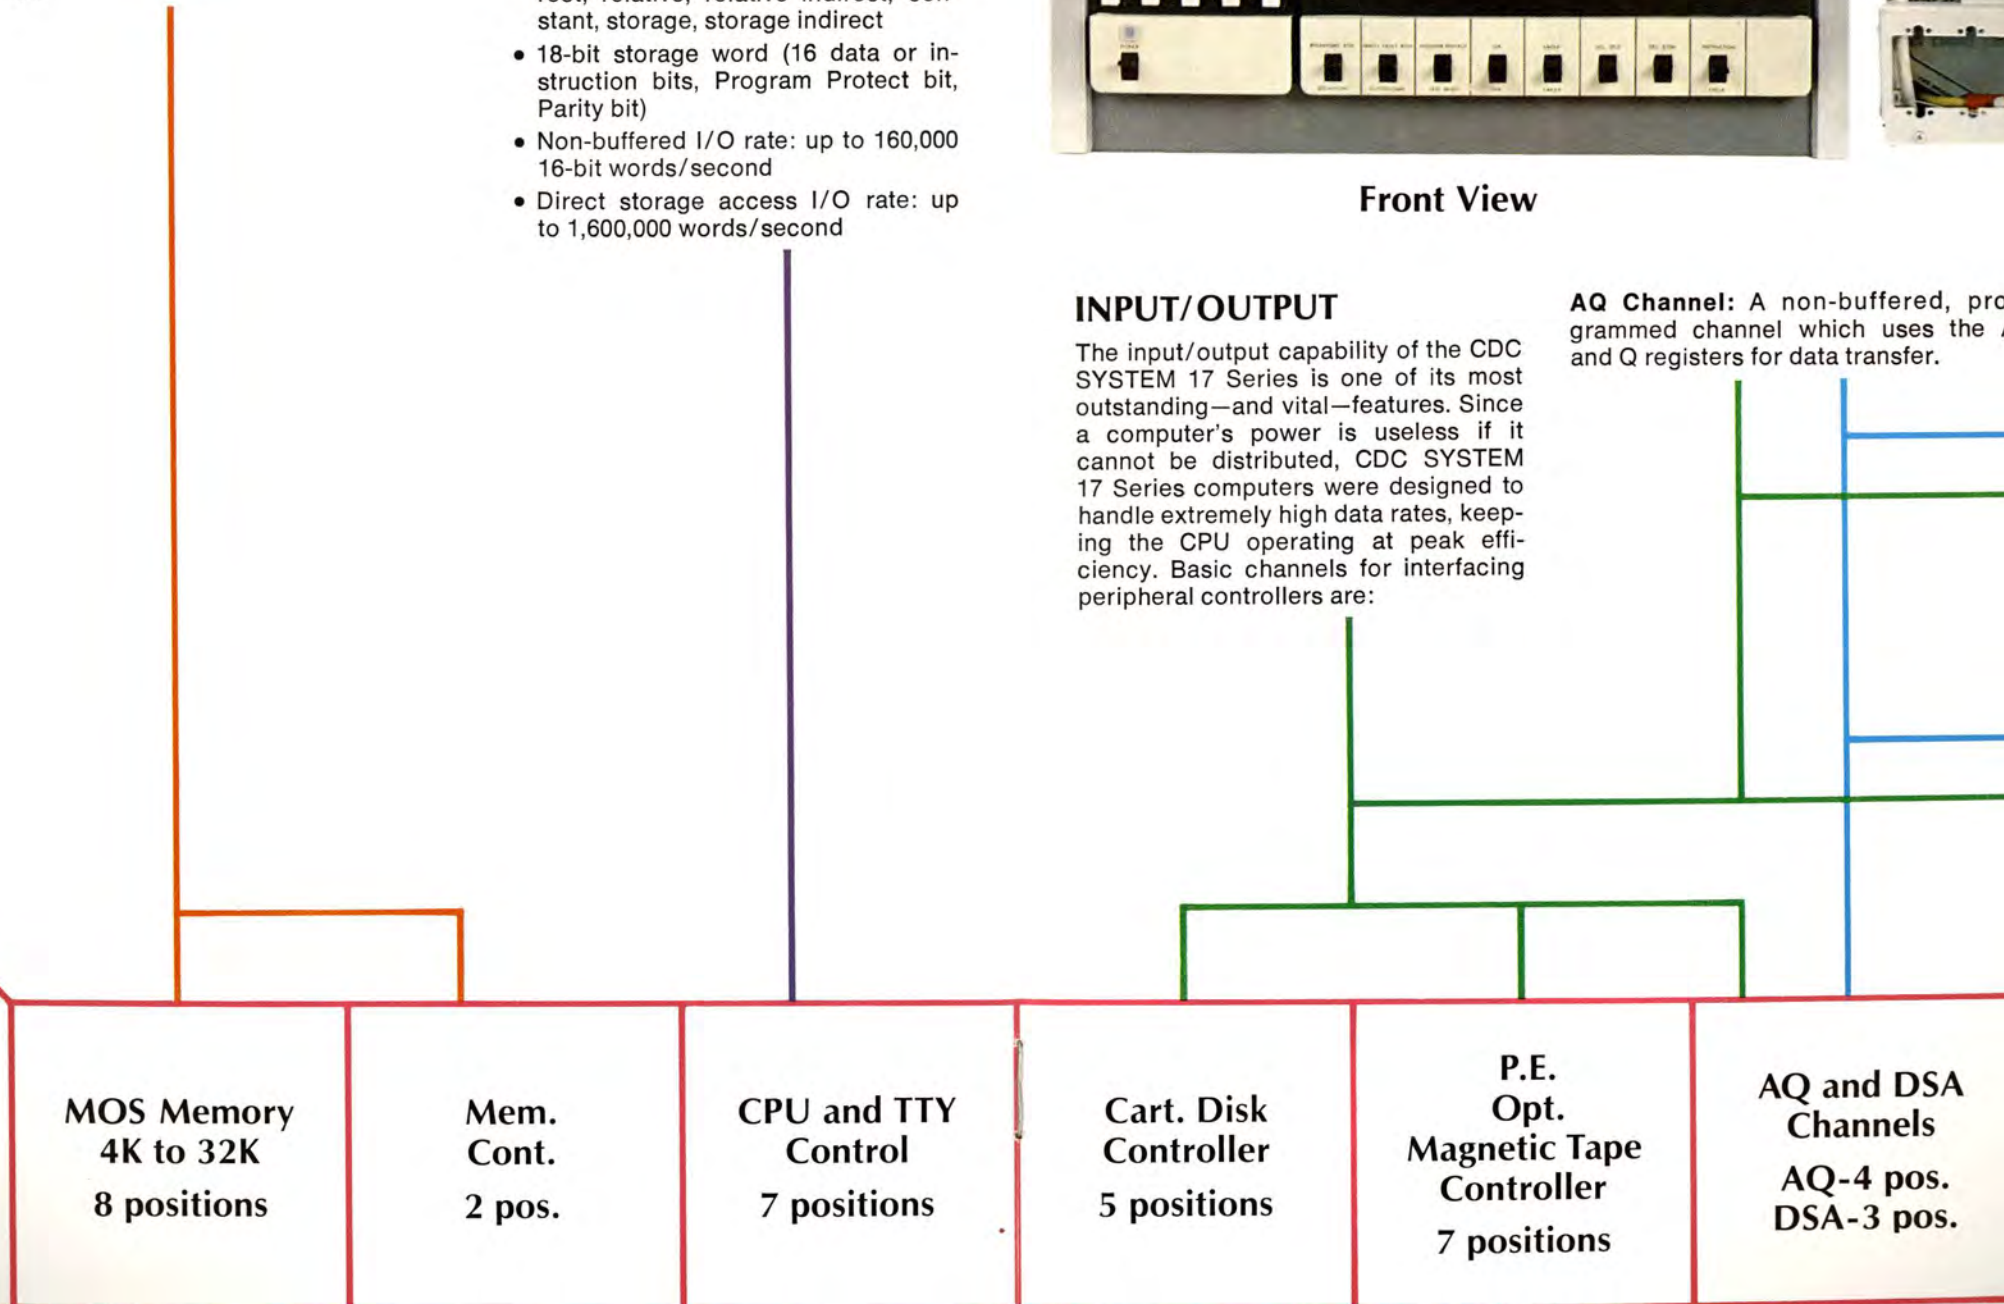 stant, storage, storage indirect
• 18-bit storage word (16 data or in-
struction bits, Program Protect bit,
Parity bit)
• Non-buffered I/O rate: up to 160,000
16-bit words/second
• Direct storage access I/O rate: up
to 1,600,000 words/second
Front View
INPUT/OUTPUT
The input/output capability of the CDC
SYSTEM 17 Series is one of its most
outstanding—and vital—features. Since
a computer's power is useless if it
cannot be distributed, CDC SYSTEM
17 Series computers were designed to
handle extremely high data rates, keep-
ing the CPU operating at peak effi-
ciency. Basic channels for interfacing
peripheral controllers are:
AQ Channel: A non-buffered, pro
grammed channel which uses the
and Q registers for data transfer.
MOS Memory
4K to 32K
8 positions
Mem.
Cont.
2 pos.
CPU and TTY
Control
7 positions
Cart. Disk
Controller
5 positions
P.E.
Opt.
Magnetic Tape
Controller
7 positions
AQ and DSA
Channels
AQ-4 pos.
DSA-3 pos.